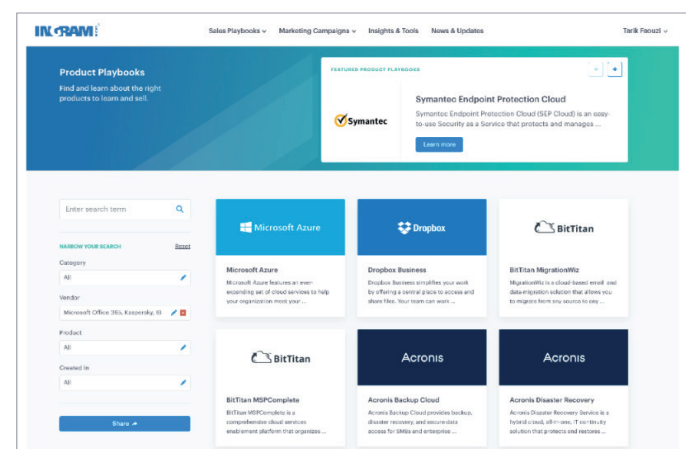 INGRAM
Sales Playbooks
Marketing Campaigns
Insights & Tools
News & Updates
Tarik Faouzi
Product Playbooks
Find and learn about the right
products to learn and sell.
FEATURED PRODUCT PLAYBOOKS
Symantec
Symantec Endpoint Protection Cloud
Symantec Endpoint Protection Cloud (SEP Cloud) is an easy-
to-use Security as a Service that protects and manages ...
Learn more
Enter search term
NARROW YOUR SEARCH
Reset
Category
All
Vendor
Microsoft Office 365, Kaspersky,
Product
All
Created In
All
Share
Microsoft Azure
Microsoft Azure
Microsoft Azure features an ever-
expanding set of cloud services to help
your organization meet your ...
Dropbox
Dropbox Business
Dropbox Business simplifies your work
by offering a central place to access and
share files. Your team can work ...
BitTitan
BitTitan MigrationWiz
MigrationWiz is a cloud-based email and
data migration solution that allows you
to migrate from any source to any ...
BitTitan
BitTitan MSPComplete
BitTitan MSPComplete is a
comprehensive cloud services
enablement platform that organizes ...
Acronis
Acronis Backup Cloud
Acronis Backup Cloud provides backup,
disaster recovery, and secure data
access for SMBs and enterprise ...
Acronis
Acronis Disaster Recovery
Acronis Disaster Recovery Service is a
hybrid cloud, all-in-one, IT continuity
solution that protects and restores ...